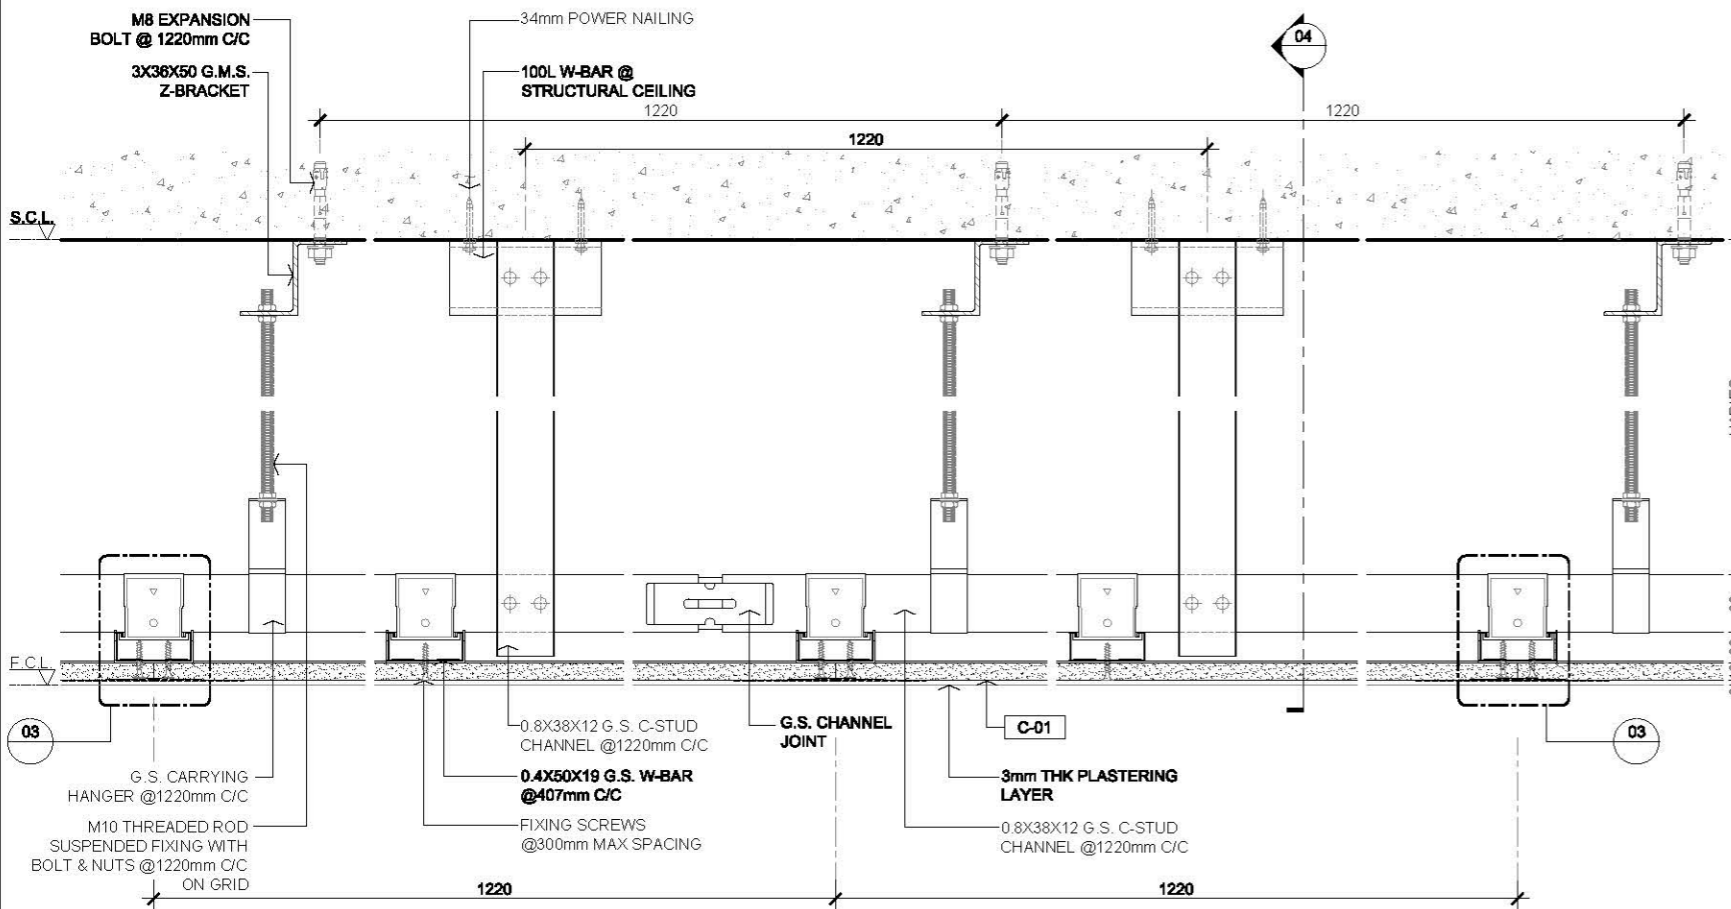 M8 EXPANSION
BOLT @ 1220mm C/C
3X36X50 G.M.S.
Z-BRACKET
34mm POWER NAILING
100L W-BAR @
STRUCTURAL CEILING
04
1220
1220
1220
S.C.L.
F.C.L
03
03
G.S. CARRYING
HANGER @1220mm C/C
M10 THREADED ROD
SUSPENDED FIXING WITH
BOLT & NUTS @1220mm C/C
ON GRID
0.8X38X12 G.S. C-STUD
CHANNEL @1220mm C/C
0.4X50X19 G.S. W-BAR
@407mm C/C
FIXING SCREWS
@300mm MAX SPACING
G.S. CHANNEL
JOINT
C-01
3mm THK PLASTERING
LAYER
0.8X38X12 G.S. C-STUD
CHANNEL @1220mm C/C
1220
1220